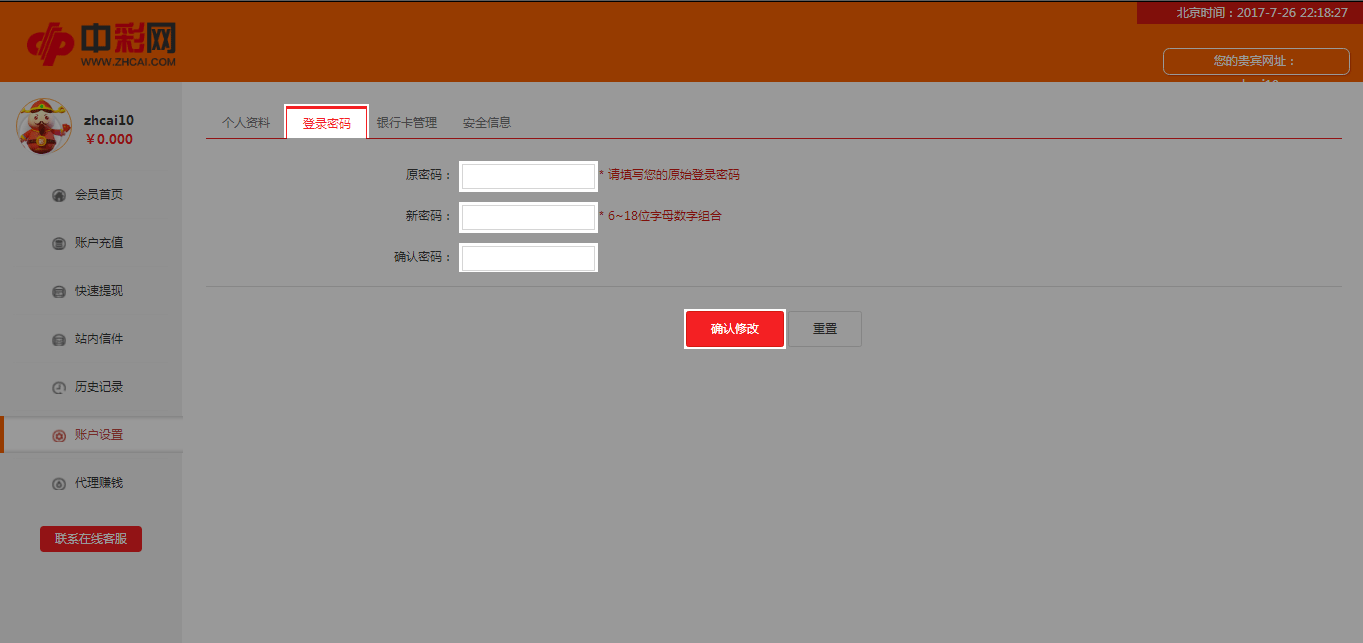 北京时间：2017-7-26 22:18:27
中彩网
WWW.ZHCAI.COM
您的贵宾网址：
zhcai10
￥0.000
个人资料 登录密码 银行卡管理 安全信息
原密码： * 请填写您的原始登录密码
新密码： * 6~18位字母数字组合
确认密码：
确认修改 重置
会员首页
账户充值
快速提现
站内信件
历史记录
账户设置
代理赚钱
联系在线客服